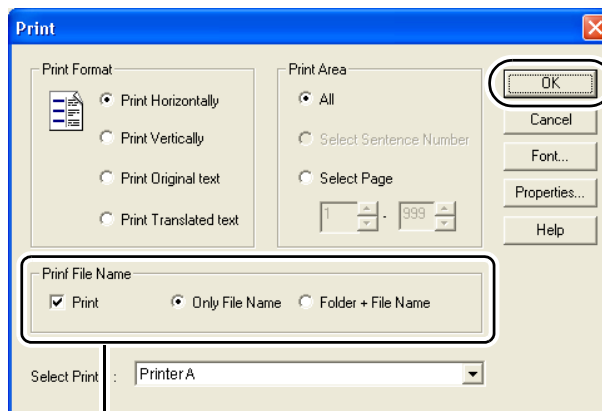 Print
Print Format
Print Horizontally
Print Vertically
Print Original text
Print Translated text
Print Area
All
Select Sentence Number
Select Page
1 - 999
OK
Cancel
Font...
Properties...
Help
Prinf File Name
Print Only File Name Folder + File Name
Select Print : Printer A